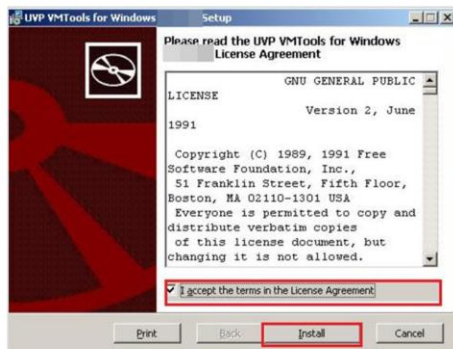 UVP VMTools for Windows Setup
Please read the UVP VMTools for Windows
License Agreement
GNU GENERAL PUBLIC
LICENSE
Version 2, June
1991
Copyright (C) 1989, 1991 Free
Software Foundation, Inc.,
51 Franklin Street, Fifth Floor,
Boston, MA 02110-1301 USA
Everyone is permitted to copy and
distribute verbatim copies
of this license document, but
changing it is not allowed.
I accept the terms in the License Agreement
Print Back Install Cancel